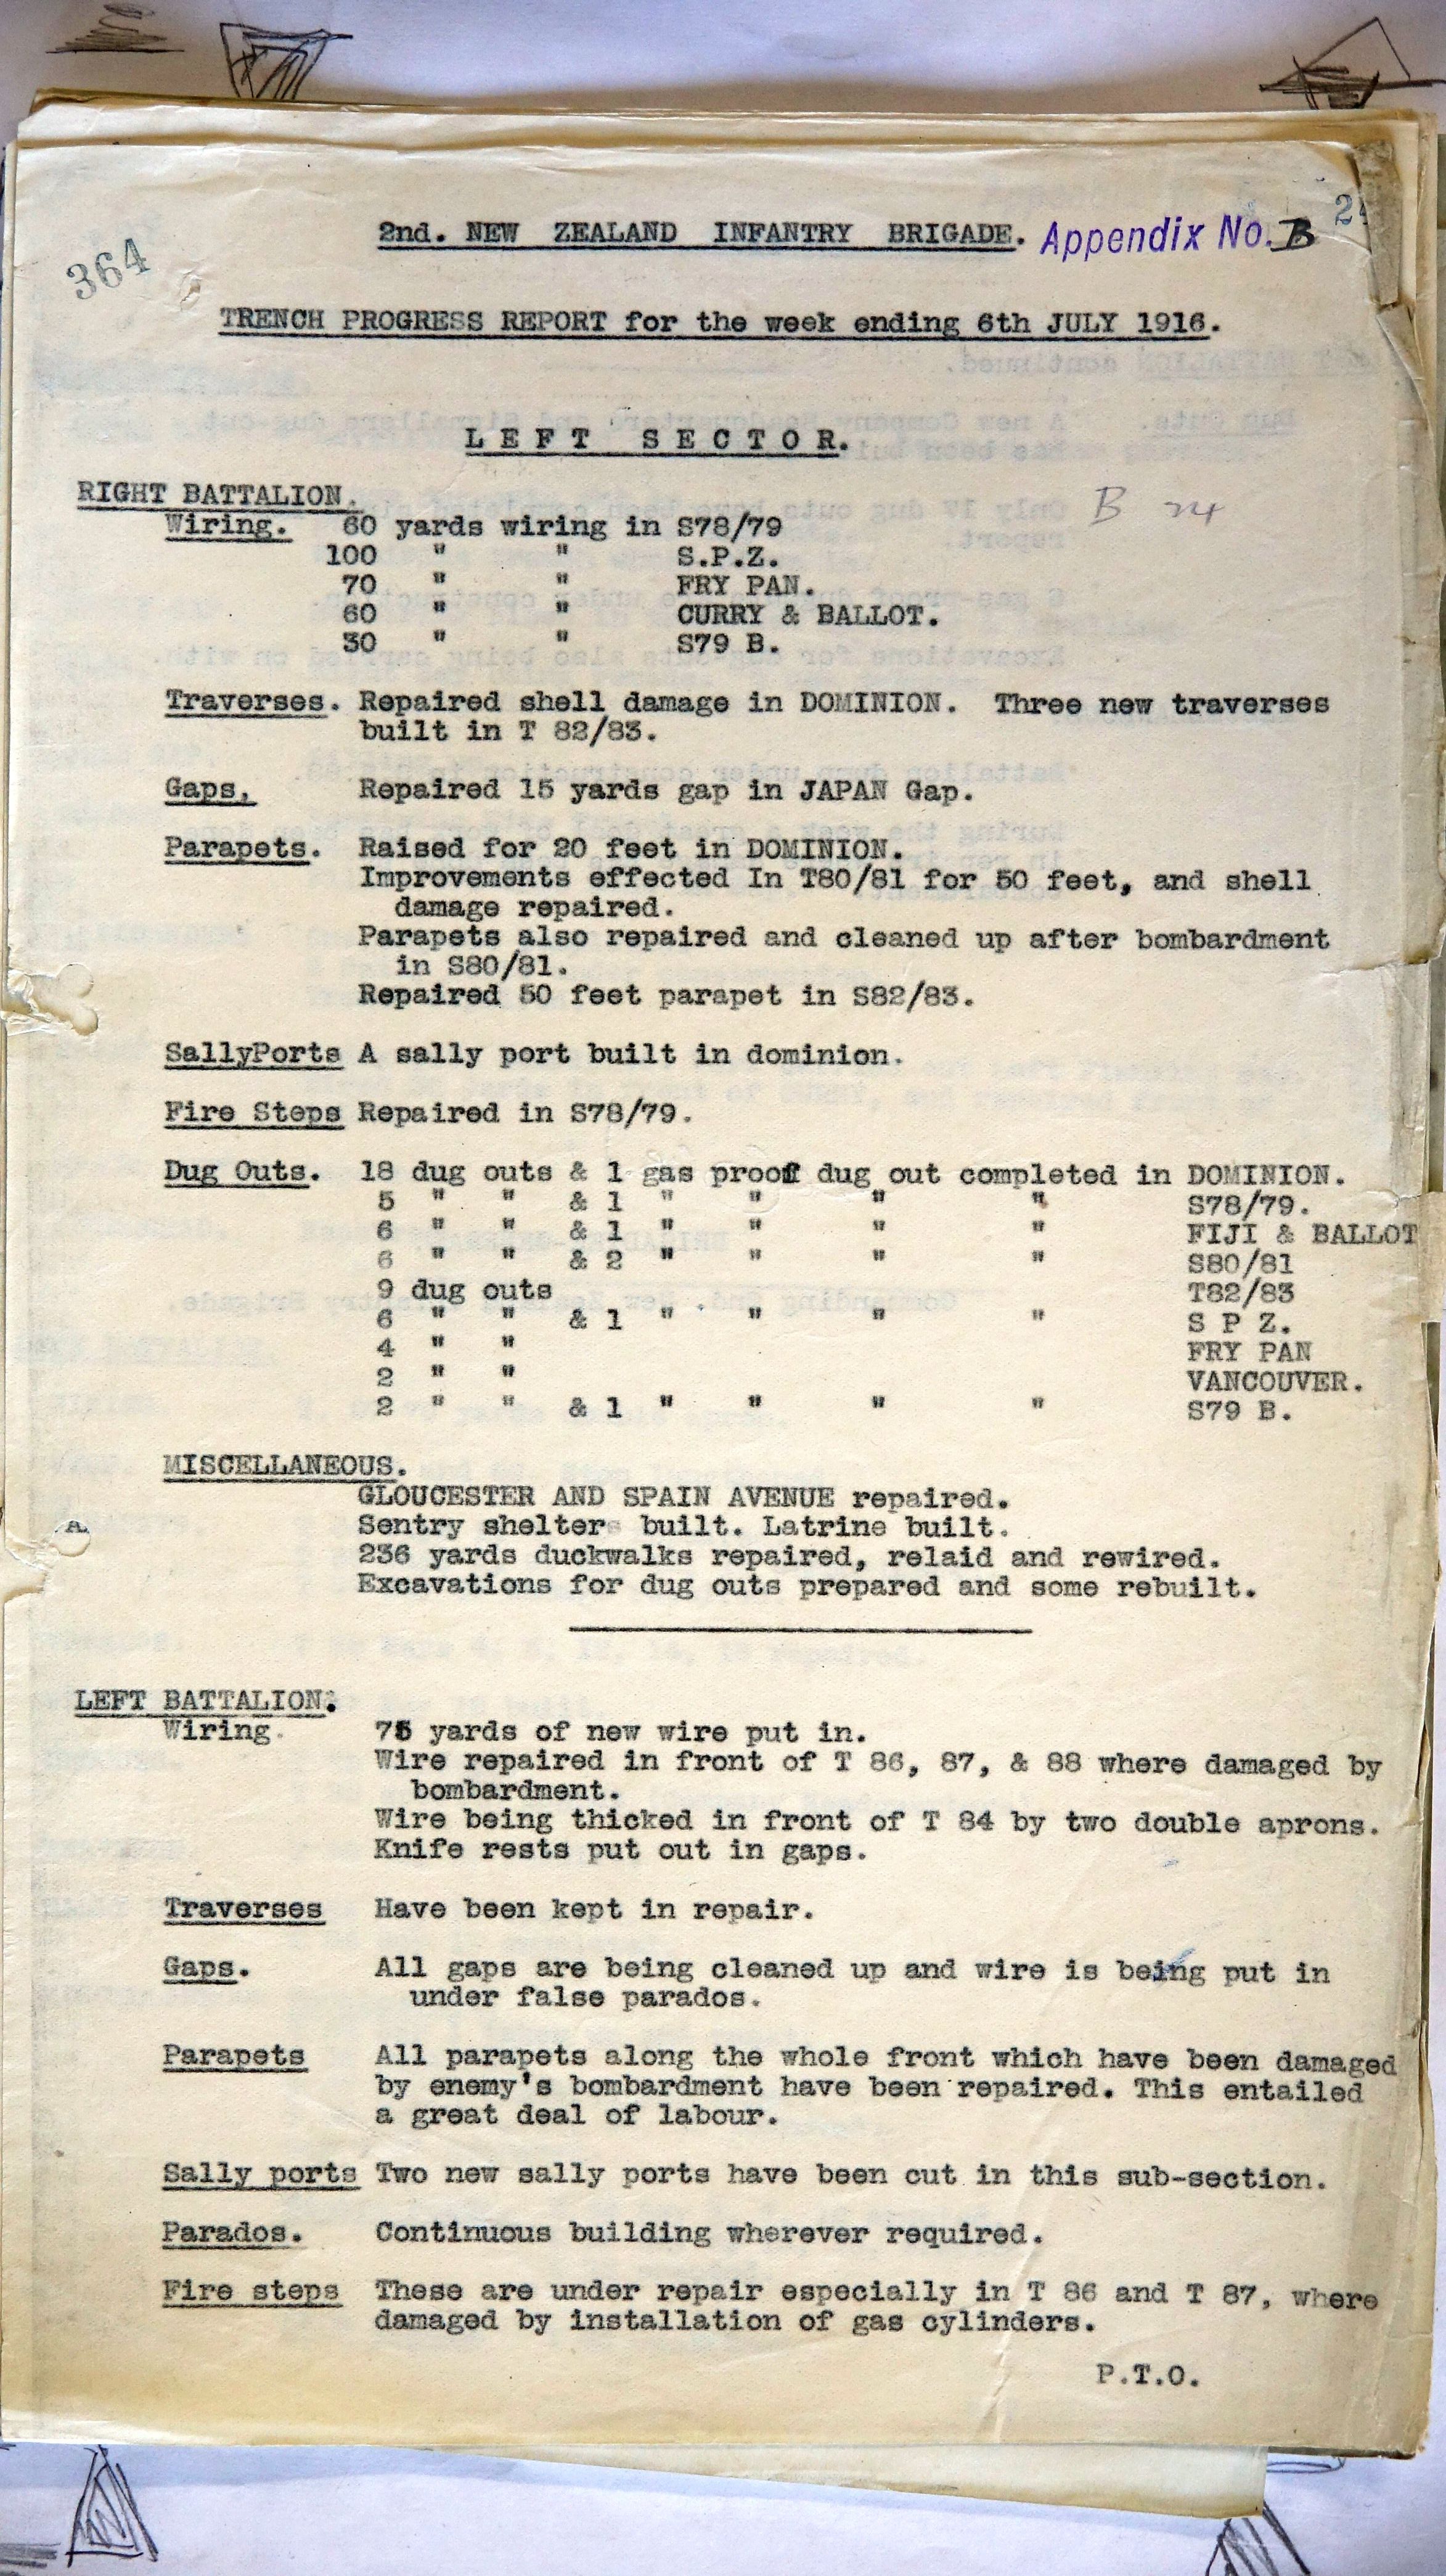 2nd. NEW ZEALAND INFANTRY BRIGADE. Appendix No. B
364
TRENCH PROGRESS REPORT for the week ending 6th JULY 1916.
LEFT SECTOR.
RIGHT BATTALION.
B 24
Wiring. 60 yards wiring in S78/79
100 " " S.P.Z.
70 " " FRY PAN.
60 " " CURRY & BALLOT.
30 " " S79 B.
Traverses. Repaired shell damage in DOMINION. Three new traverses
built in T 82/83.
Gaps. Repaired 15 yards gap in JAPAN Gap.
Parapets. Raised for 20 feet in DOMINION.
Improvements effected In T80/81 for 50 feet, and shell
damage repaired.
Parapets also repaired and cleaned up after bombardment
in S80/81.
Repaired 50 feet parapet in S82/83.
SallyPorts A sally port built in dominion.
Fire Steps Repaired in S78/79.
Dug Outs. 18 dug outs & 1 gas proof dug out completed in DOMINION.
5 " " & 1 " " " " S78/79.
6 " " & 1 " " " " FIJI & BALLOT
6 " " & 2 " " " " S80/81
9 dug outs T82/83
6 " " & 1 " " " " S P Z.
4 " " FRY PAN
2 " " VANCOUVER.
2 " " & 1 " " " " S79 B.
MISCELLANEOUS.
GLOUCESTER AND SPAIN AVENUE repaired.
Sentry shelters built. Latrine built.
236 yards duckwalks repaired, relaid and rewired.
Excavations for dug outs prepared and some rebuilt.
LEFT BATTALION.
Wiring. 75 yards of new wire put in.
Wire repaired in front of T 86, 87, & 88 where damaged by
bombardment.
Wire being thicked in front of T 84 by two double aprons.
Knife rests put out in gaps.
Traverses Have been kept in repair.
Gaps. All gaps are being cleaned up and wire is being put in
under false parados.
Parapets All parapets along the whole front which have been damaged
by enemy's bombardment have been repaired. This entailed
a great deal of labour.
Sally ports Two new sally ports have been cut in this sub-section.
Parados. Continuous building wherever required.
Fire steps These are under repair especially in T 86 and T 87, where
damaged by installation of gas cylinders.
P.T.O.